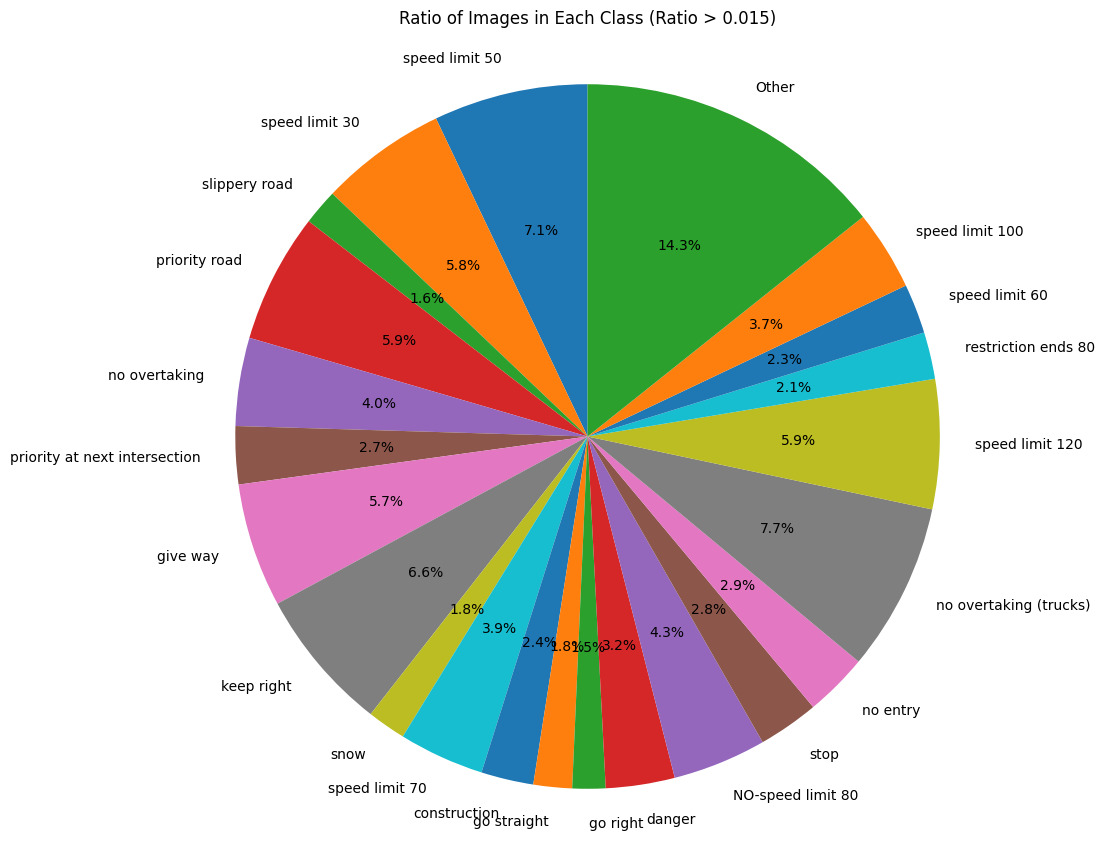 Ratio of Images in Each Class (Ratio > 0.015)
speed limit 50
7.1%
speed limit 30
5.8%
slippery road
1.6%
priority road
5.9%
no overtaking
4.0%
priority at next intersection
2.7%
give way
5.7%
keep right
6.6%
snow
1.8%
speed limit 70
3.9%
construction
2.4%
go straight
1.8%
go right
1.5%
danger
3.2%
NO-speed limit 80
4.3%
stop
2.8%
no entry
2.9%
no overtaking (trucks)
7.7%
speed limit 120
5.9%
restriction ends 80
2.1%
speed limit 60
2.3%
speed limit 100
3.7%
Other
14.3%